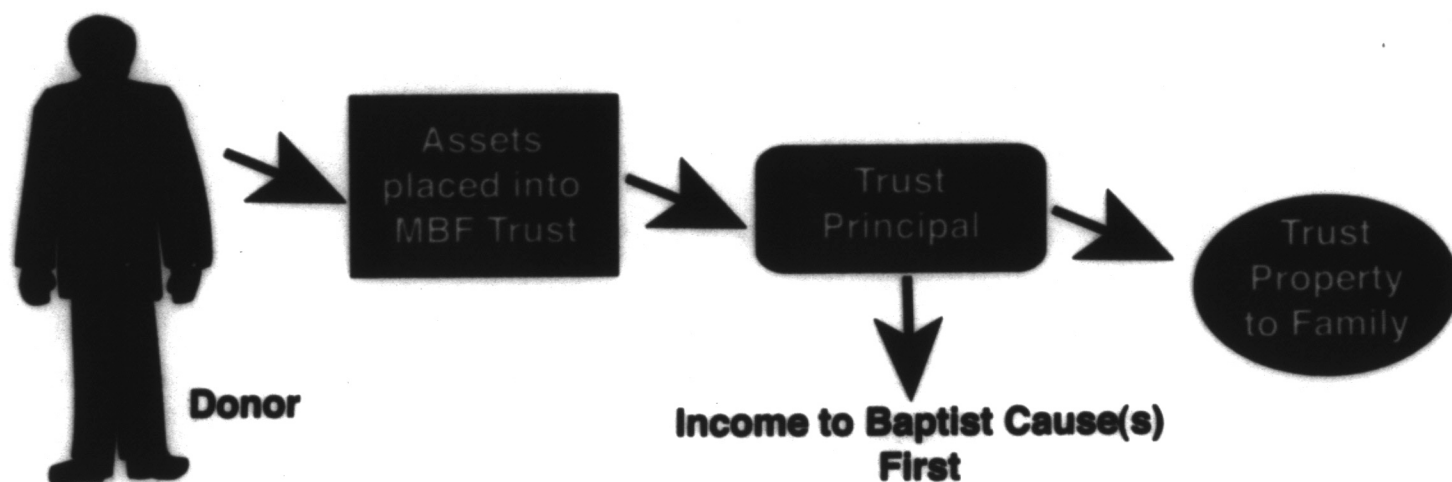 Donor
Assets
placed into
MBF Trust
Trust
Principal
Income to Baptist Cause(s)
First
Trust
Property
to Family